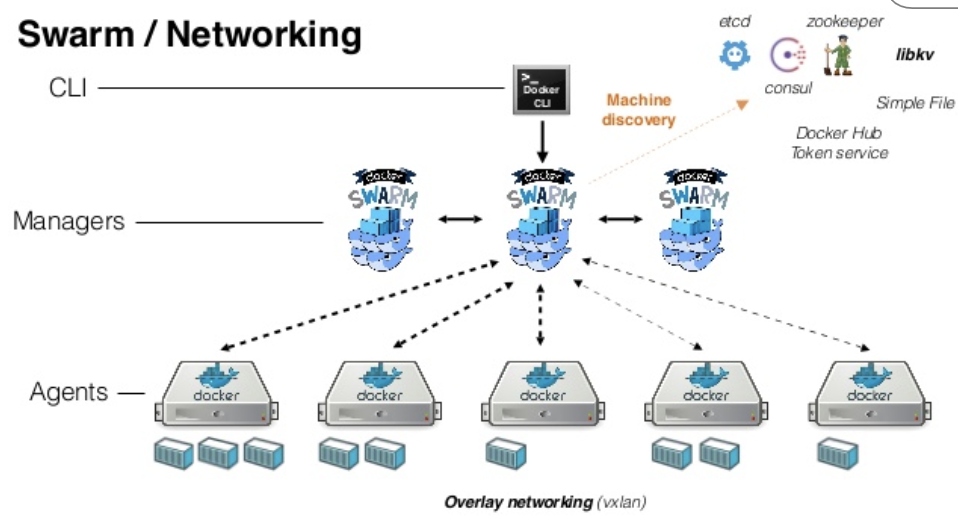 Swarm / Networking
etcd
zookeeper
libkv
consul
Simple File
Docker Hub
Token service
CLI
>_
Docker
CLI
Machine
discovery
Managers
docker
SWARM
docker
SWARM
docker
SWARM
Agents
docker
docker
docker
docker
docker
Overlay networking (vxlan)